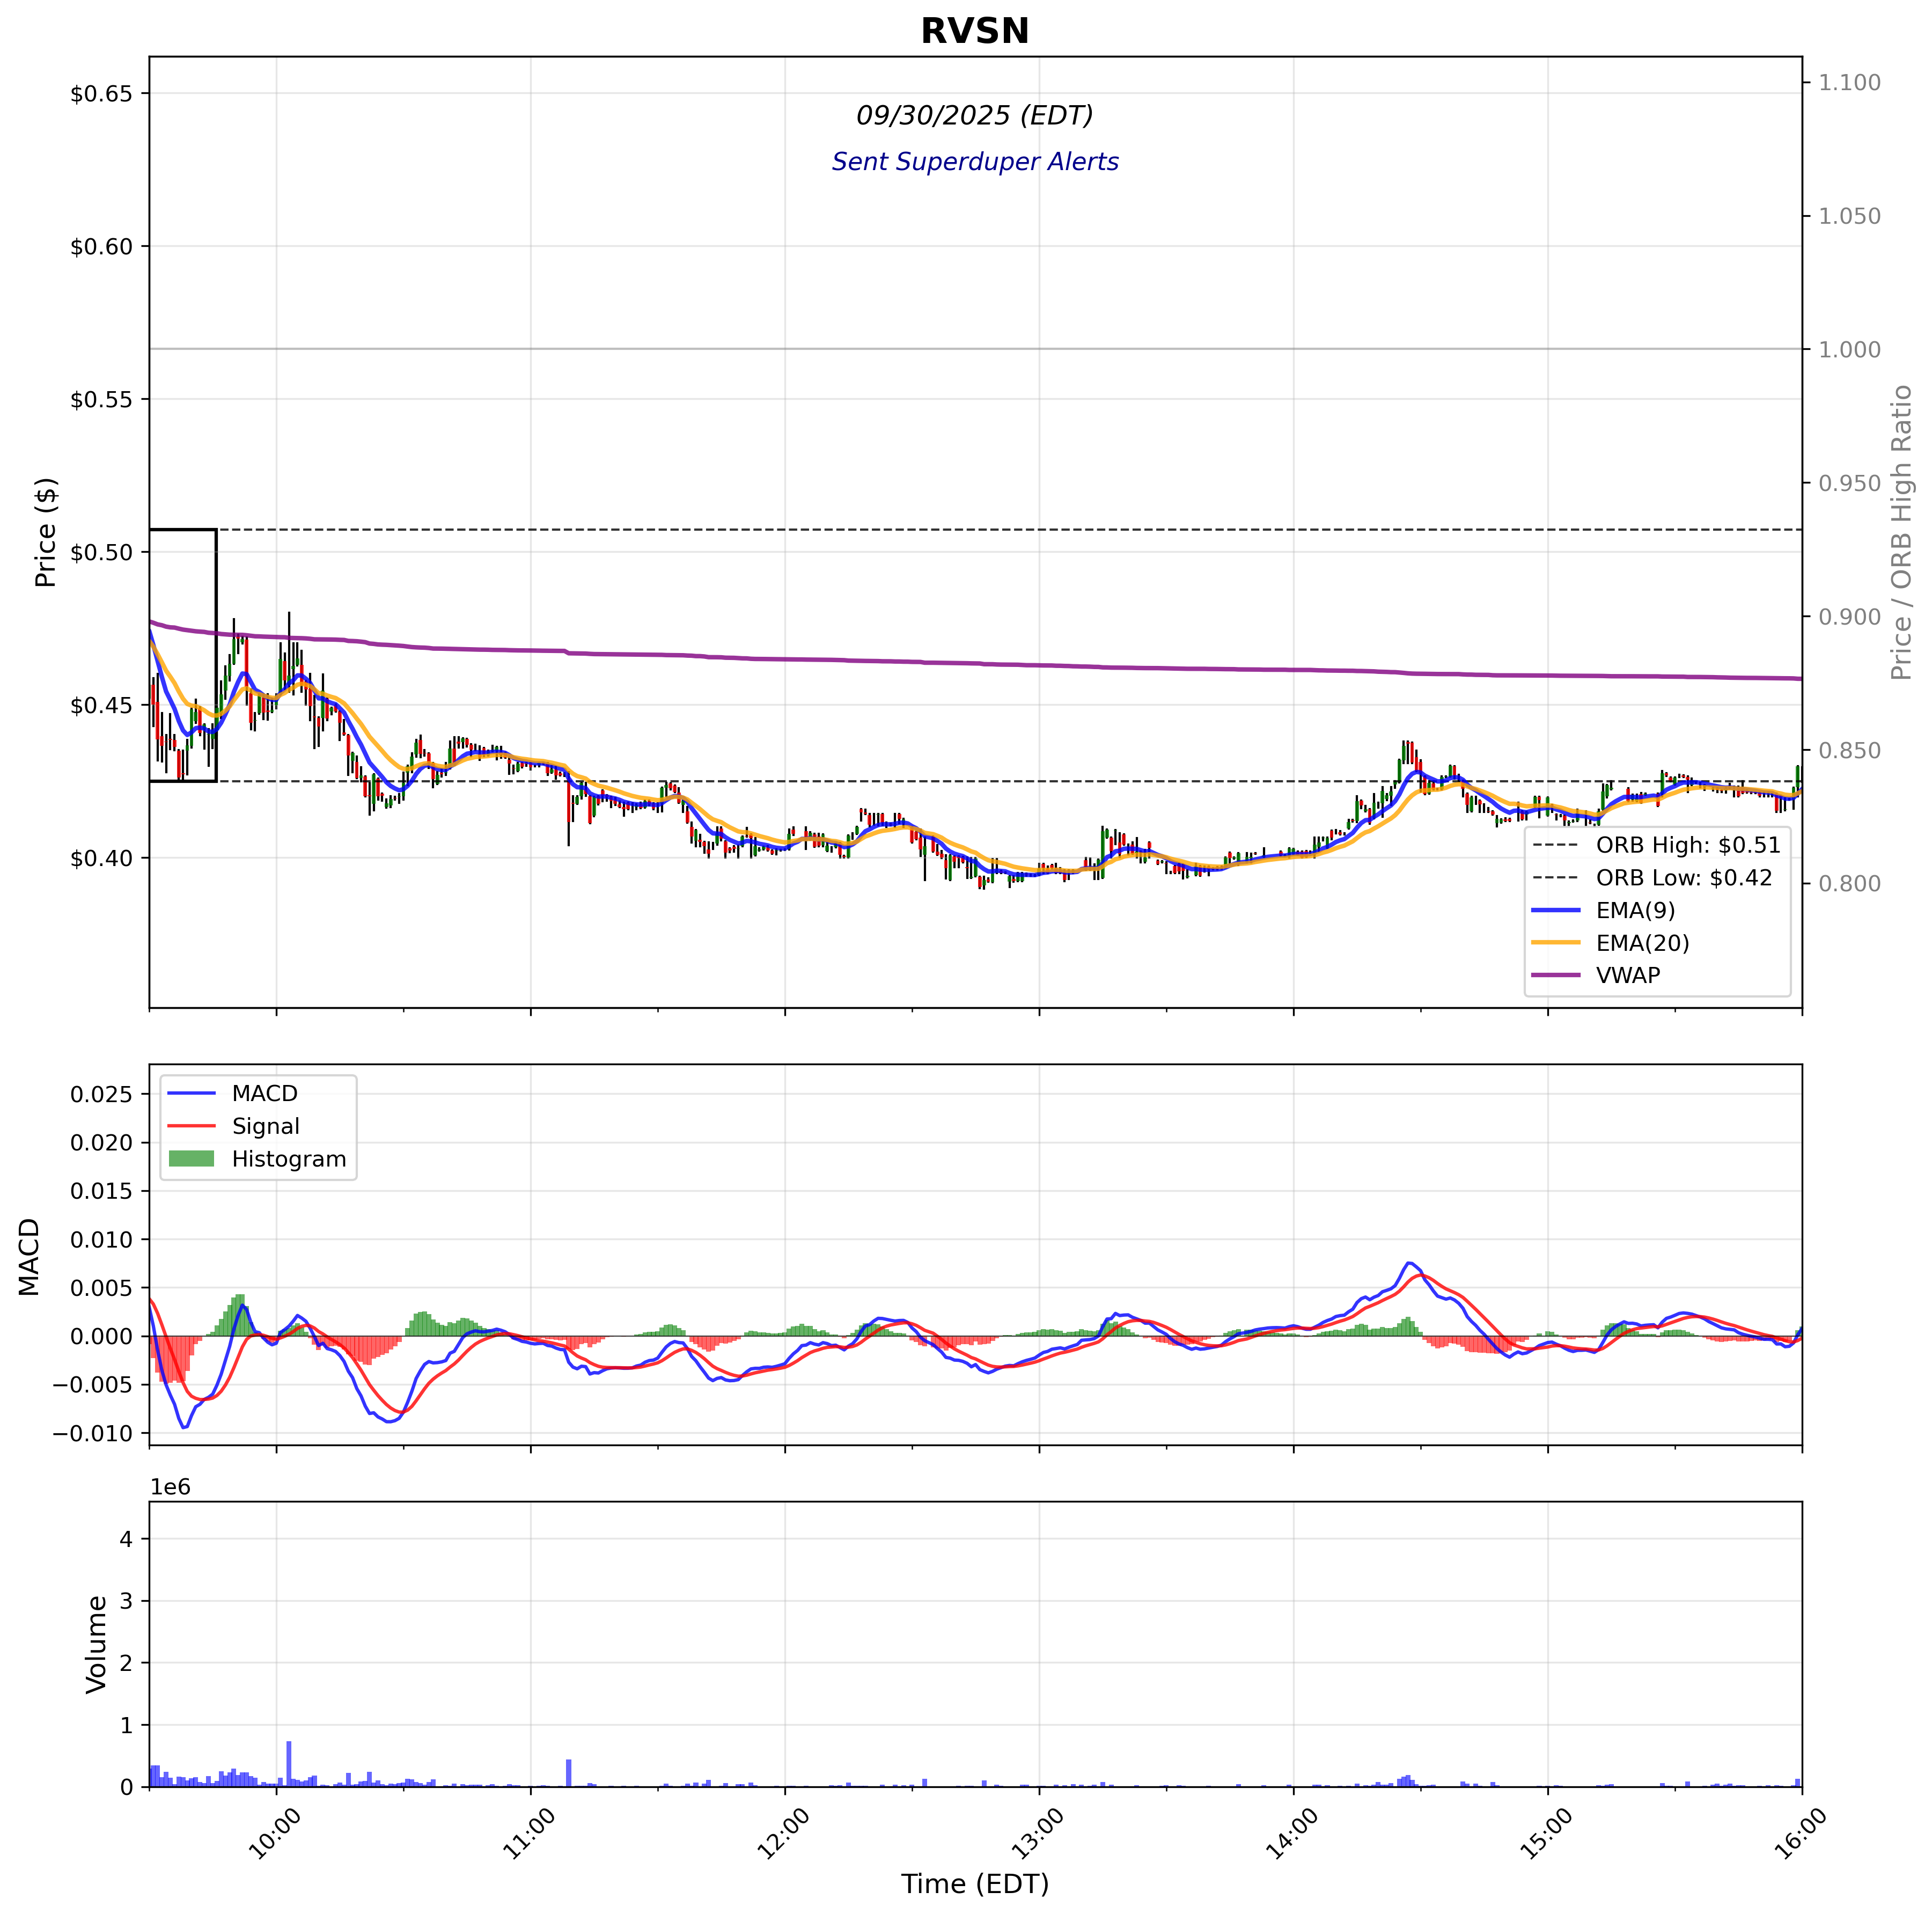 RVSN
09/30/2025 (EDT)
Sent Superduper Alerts
$0.65
$0.60
$0.55
$0.50
$0.45
$0.40
Price ($)
1.100
1.050
1.000
0.950
0.900
0.850
0.800
Price / ORB High Ratio
ORB High: $0.51
ORB Low: $0.42
EMA(9)
EMA(20)
VWAP
MACD
Signal
Histogram
0.025
0.020
0.015
0.010
0.005
0.000
−0.005
−0.010
MACD
1e6
4
3
2
1
0
Volume
10:00
11:00
12:00
13:00
14:00
15:00
16:00
Time (EDT)